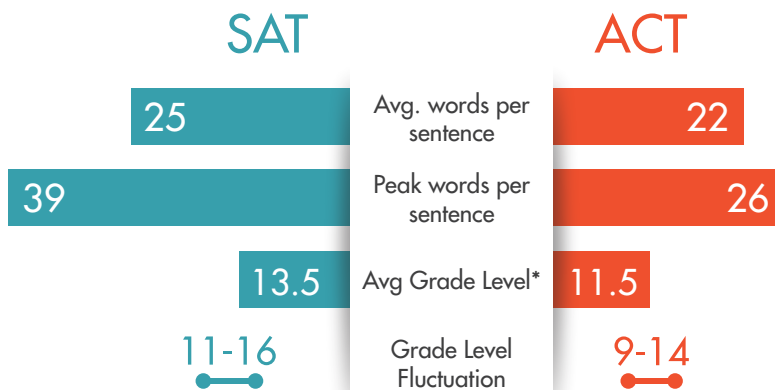 SAT
ACT
25
Avg. words per
sentence
22
39
Peak words per
sentence
26
13.5
Avg Grade Level*
11.5
11-16
Grade Level
Fluctuation
9-14